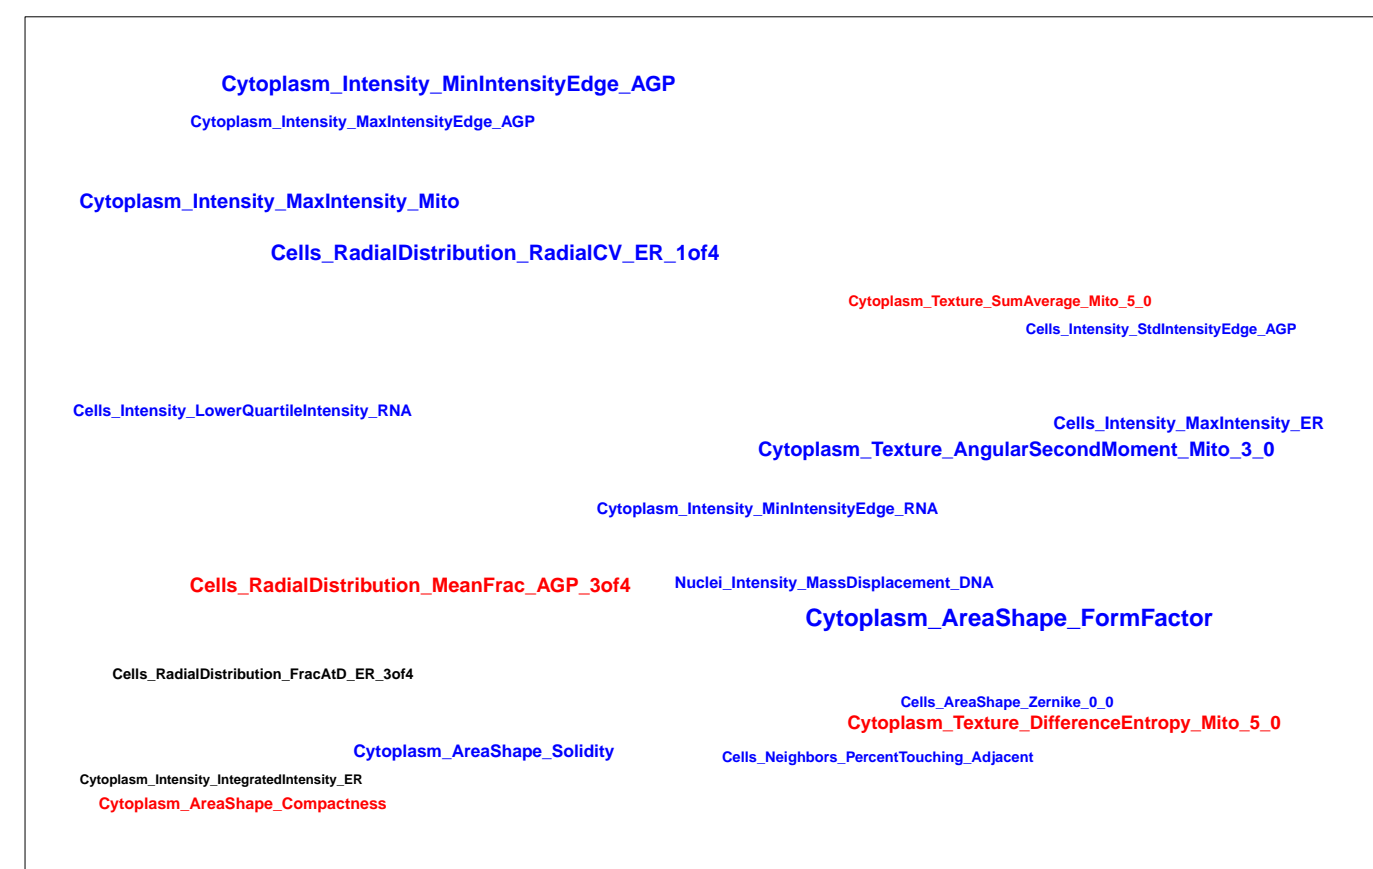 Cytoplasm_Intensity_MinIntensityEdge_AGP
Cytoplasm_Intensity_MaxIntensityEdge_AGP
Cytoplasm_Intensity_MaxIntensity_Mito
Cells_RadialDistribution_RadialCV_ER_1of4
Cytoplasm_Texture_SumAverage_Mito_5_0
Cells_Intensity_StdIntensityEdge_AGP
Cells_Intensity_LowerQuartileIntensity_RNA
Cells_Intensity_MaxIntensity_ER
Cytoplasm_Texture_AngularSecondMoment_Mito_3_0
Cytoplasm_Intensity_MinIntensityEdge_RNA
Cells_RadialDistribution_MeanFrac_AGP_3of4
Nuclei_Intensity_MassDisplacement_DNA
Cytoplasm_AreaShape_FormFactor
Cells_RadialDistribution_FracAtD_ER_3of4
Cells_AreaShape_Zernike_0_0
Cytoplasm_Texture_DifferenceEntropy_Mito_5_0
Cytoplasm_AreaShape_Solidity
Cells_Neighbors_PercentTouching_Adjacent
Cytoplasm_Intensity_IntegratedIntensity_ER
Cytoplasm_AreaShape_Compactness